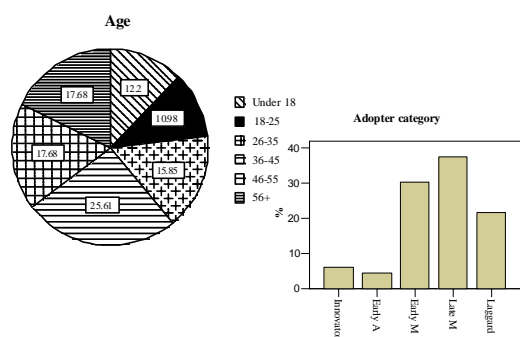 Age
12.2
10.98
15.85
25.61
17.68
17.68
Under 18
18-25
26-35
36-45
46-55
56+
Adopter category
%
40
30
20
10
0
Innovato
Early A
Early M
Late M
Laggard